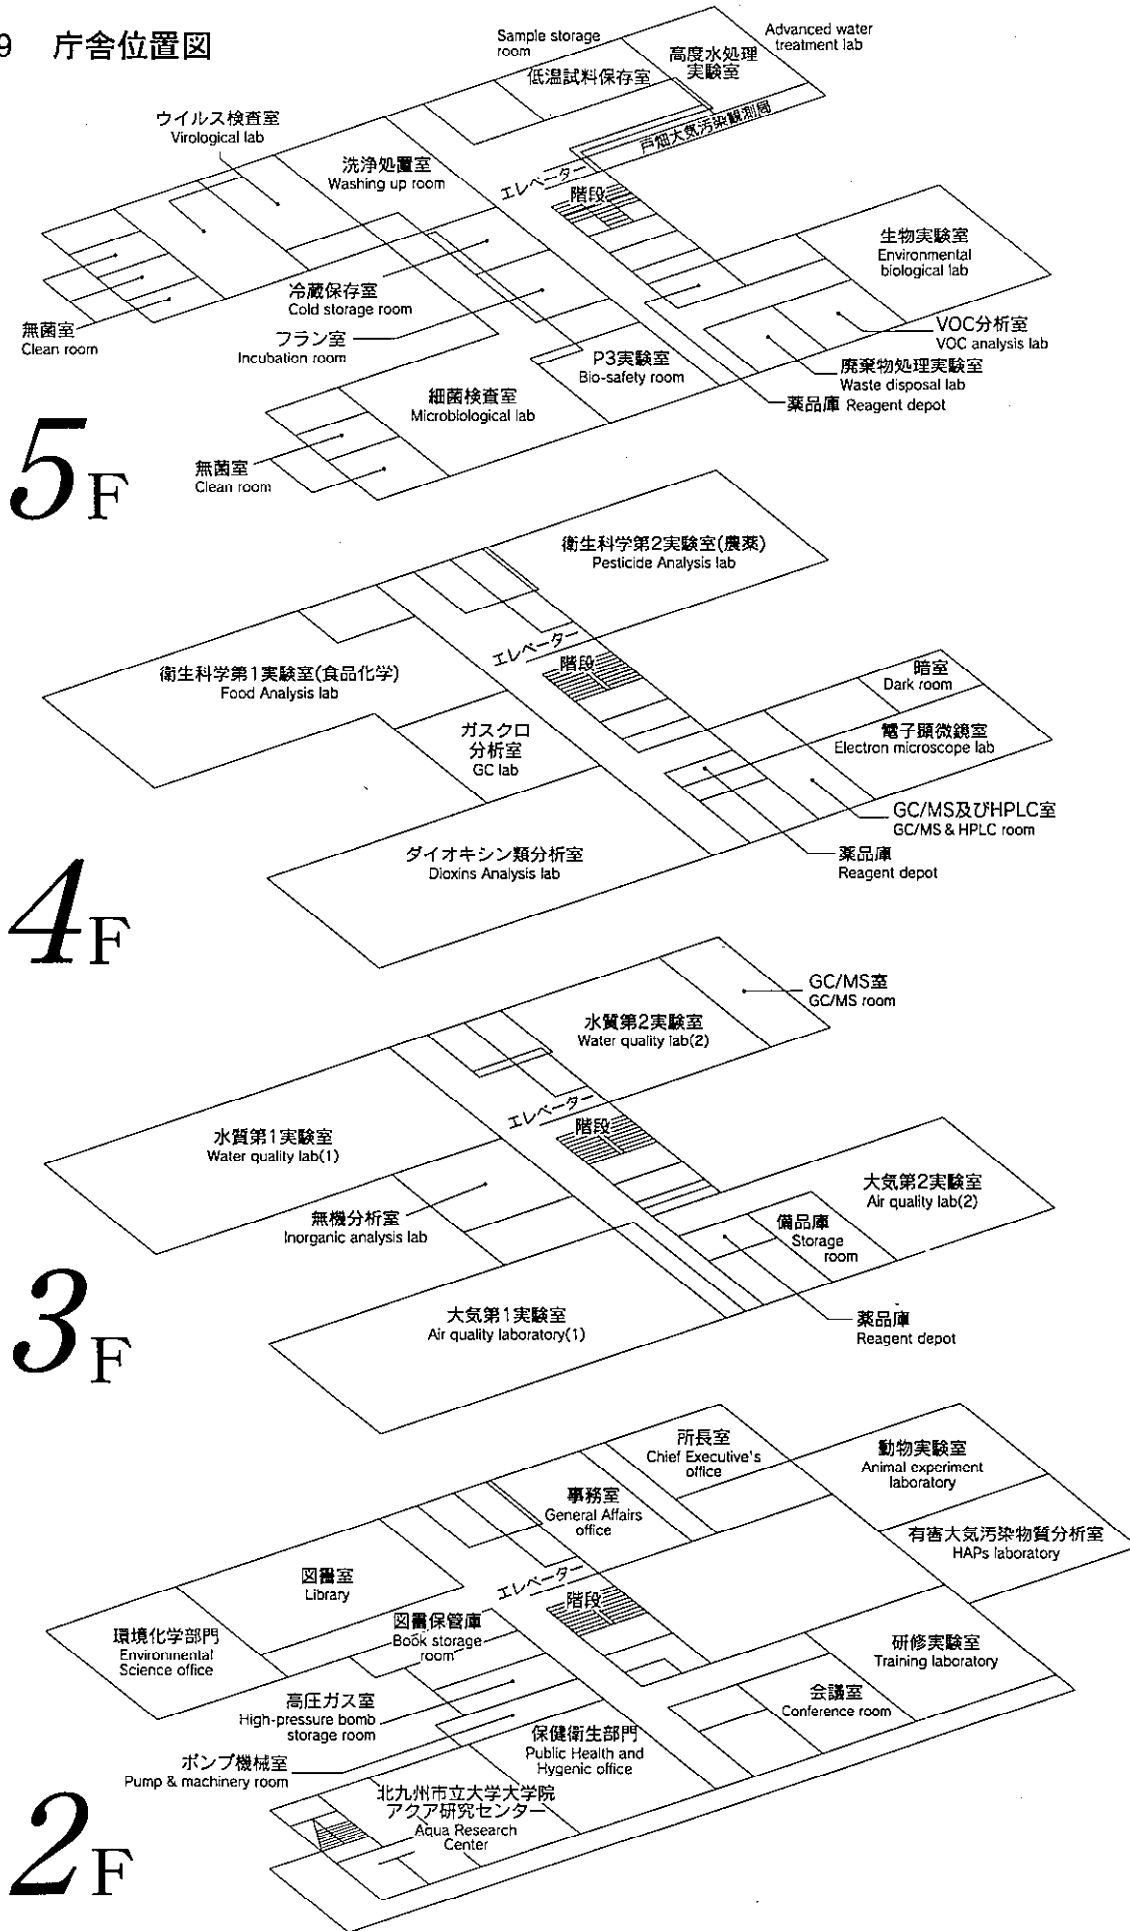 9 庁舎位置図
Sample storage
room
低温試料保存室
高度水処理
実験室
Advanced water
treatment lab
戸畑大気汚染観測局
ウイルス検査室
Virological lab
洗浄処置室
Washing up room
エレベーター
階段
生物実験室
Environmental
biological lab
冷蔵保存室
Cold storage room
フラン室
Incubation room
無菌室
Clean room
VOC分析室
VOC analysis lab
P3実験室
Bio-safety room
廃棄物処理実験室
Waste disposal lab
薬品庫 Reagent depot
細菌検査室
Microbiological lab
無菌室
Clean room
5F
衛生科学第2実験室(農薬)
Pesticide Analysis lab
エレベーター
階段
衛生科学第1実験室(食品化学)
Food Analysis lab
暗室
Dark room
ガスクロ
分析室
GC lab
電子顕微鏡室
Electron microscope lab
GC/MS及びHPLC室
GC/MS & HPLC room
薬品庫
Reagent depot
ダイオキシン類分析室
Dioxins Analysis lab
4F
GC/MS室
GC/MS room
水質第2実験室
Water quality lab(2)
エレベーター
階段
水質第1実験室
Water quality lab(1)
大気第2実験室
Air quality lab(2)
無機分析室
Inorganic analysis lab
備品庫
Storage
room
大気第1実験室
Air quality laboratory(1)
薬品庫
Reagent depot
3F
所長室
Chief Executive's
office
動物実験室
Animal experiment
laboratory
事務室
General Affairs
office
有害大気汚染物質分析室
HAPs laboratory
図書室
Library
エレベーター
階段
図書保管庫
Book storage
room
環境化学部門
Environmental
Science office
研修実験室
Training laboratory
会議室
Conference room
高圧ガス室
High-pressure bomb
storage room
保健衛生部門
Public Health and
Hygenic office
ポンプ機械室
Pump & machinery room
北九州市立大学大学院
アクア研究センター
Aqua Research
Center
2F